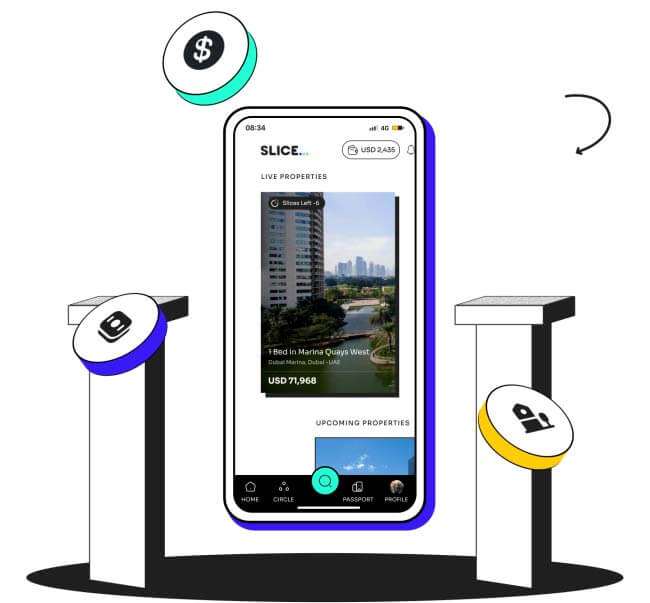 $
08:34
4G
SLICE...
USD 2,435
LIVE PROPERTIES
Slices Left -6
1 Bed in Marina Quays West
Dubai Marina, Dubai -UAE
USD 71,968
UPCOMING PROPERTIES
HOME
CIRCLE
PASSPORT
PROFILE